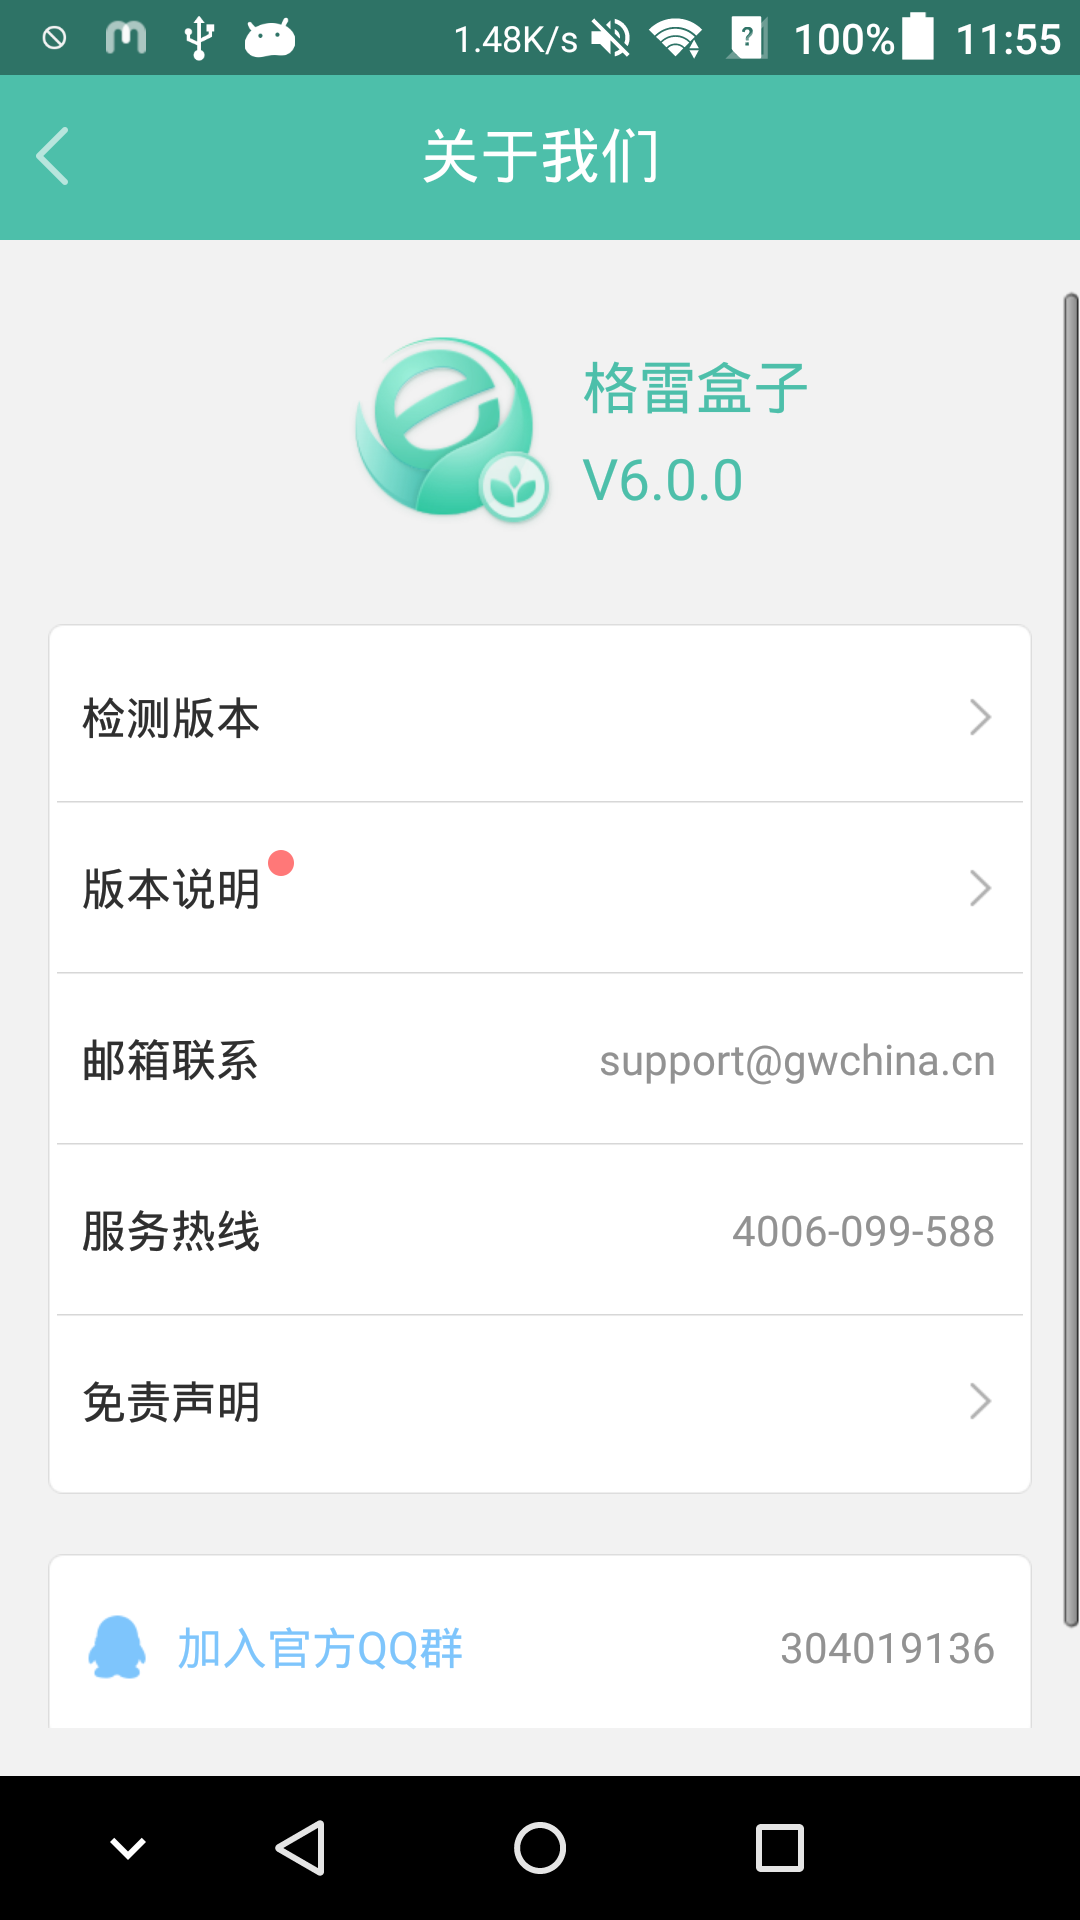 1.48K/s 100% 11:55
关于我们
格雷盒子
V6.0.0
检测版本
版本说明
邮箱联系 support@gwchina.cn
服务热线 4006-099-588
免责声明
加入官方QQ群 304019136